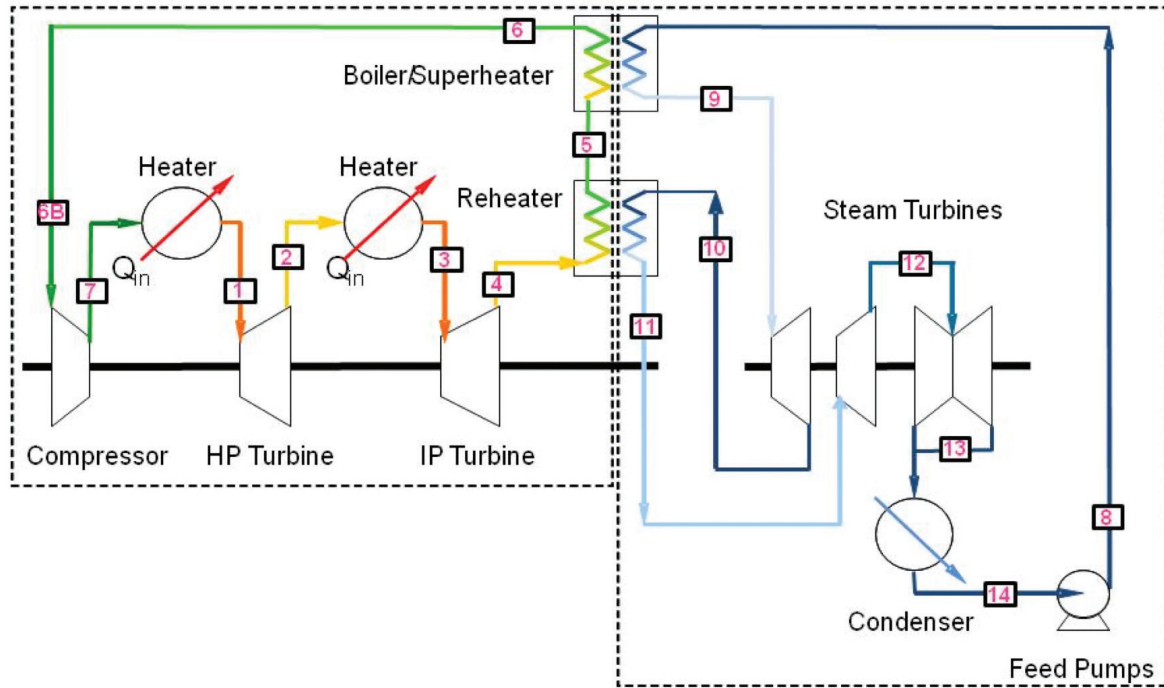 6
Boiler/Superheater
9
5
Heater
Heater
Reheater
Steam Turbines
6B
10
12
2
3
Qin
7
1
Qin
4
11
Compressor
HP Turbine
IP Turbine
13
8
14
Condenser
Feed Pumps